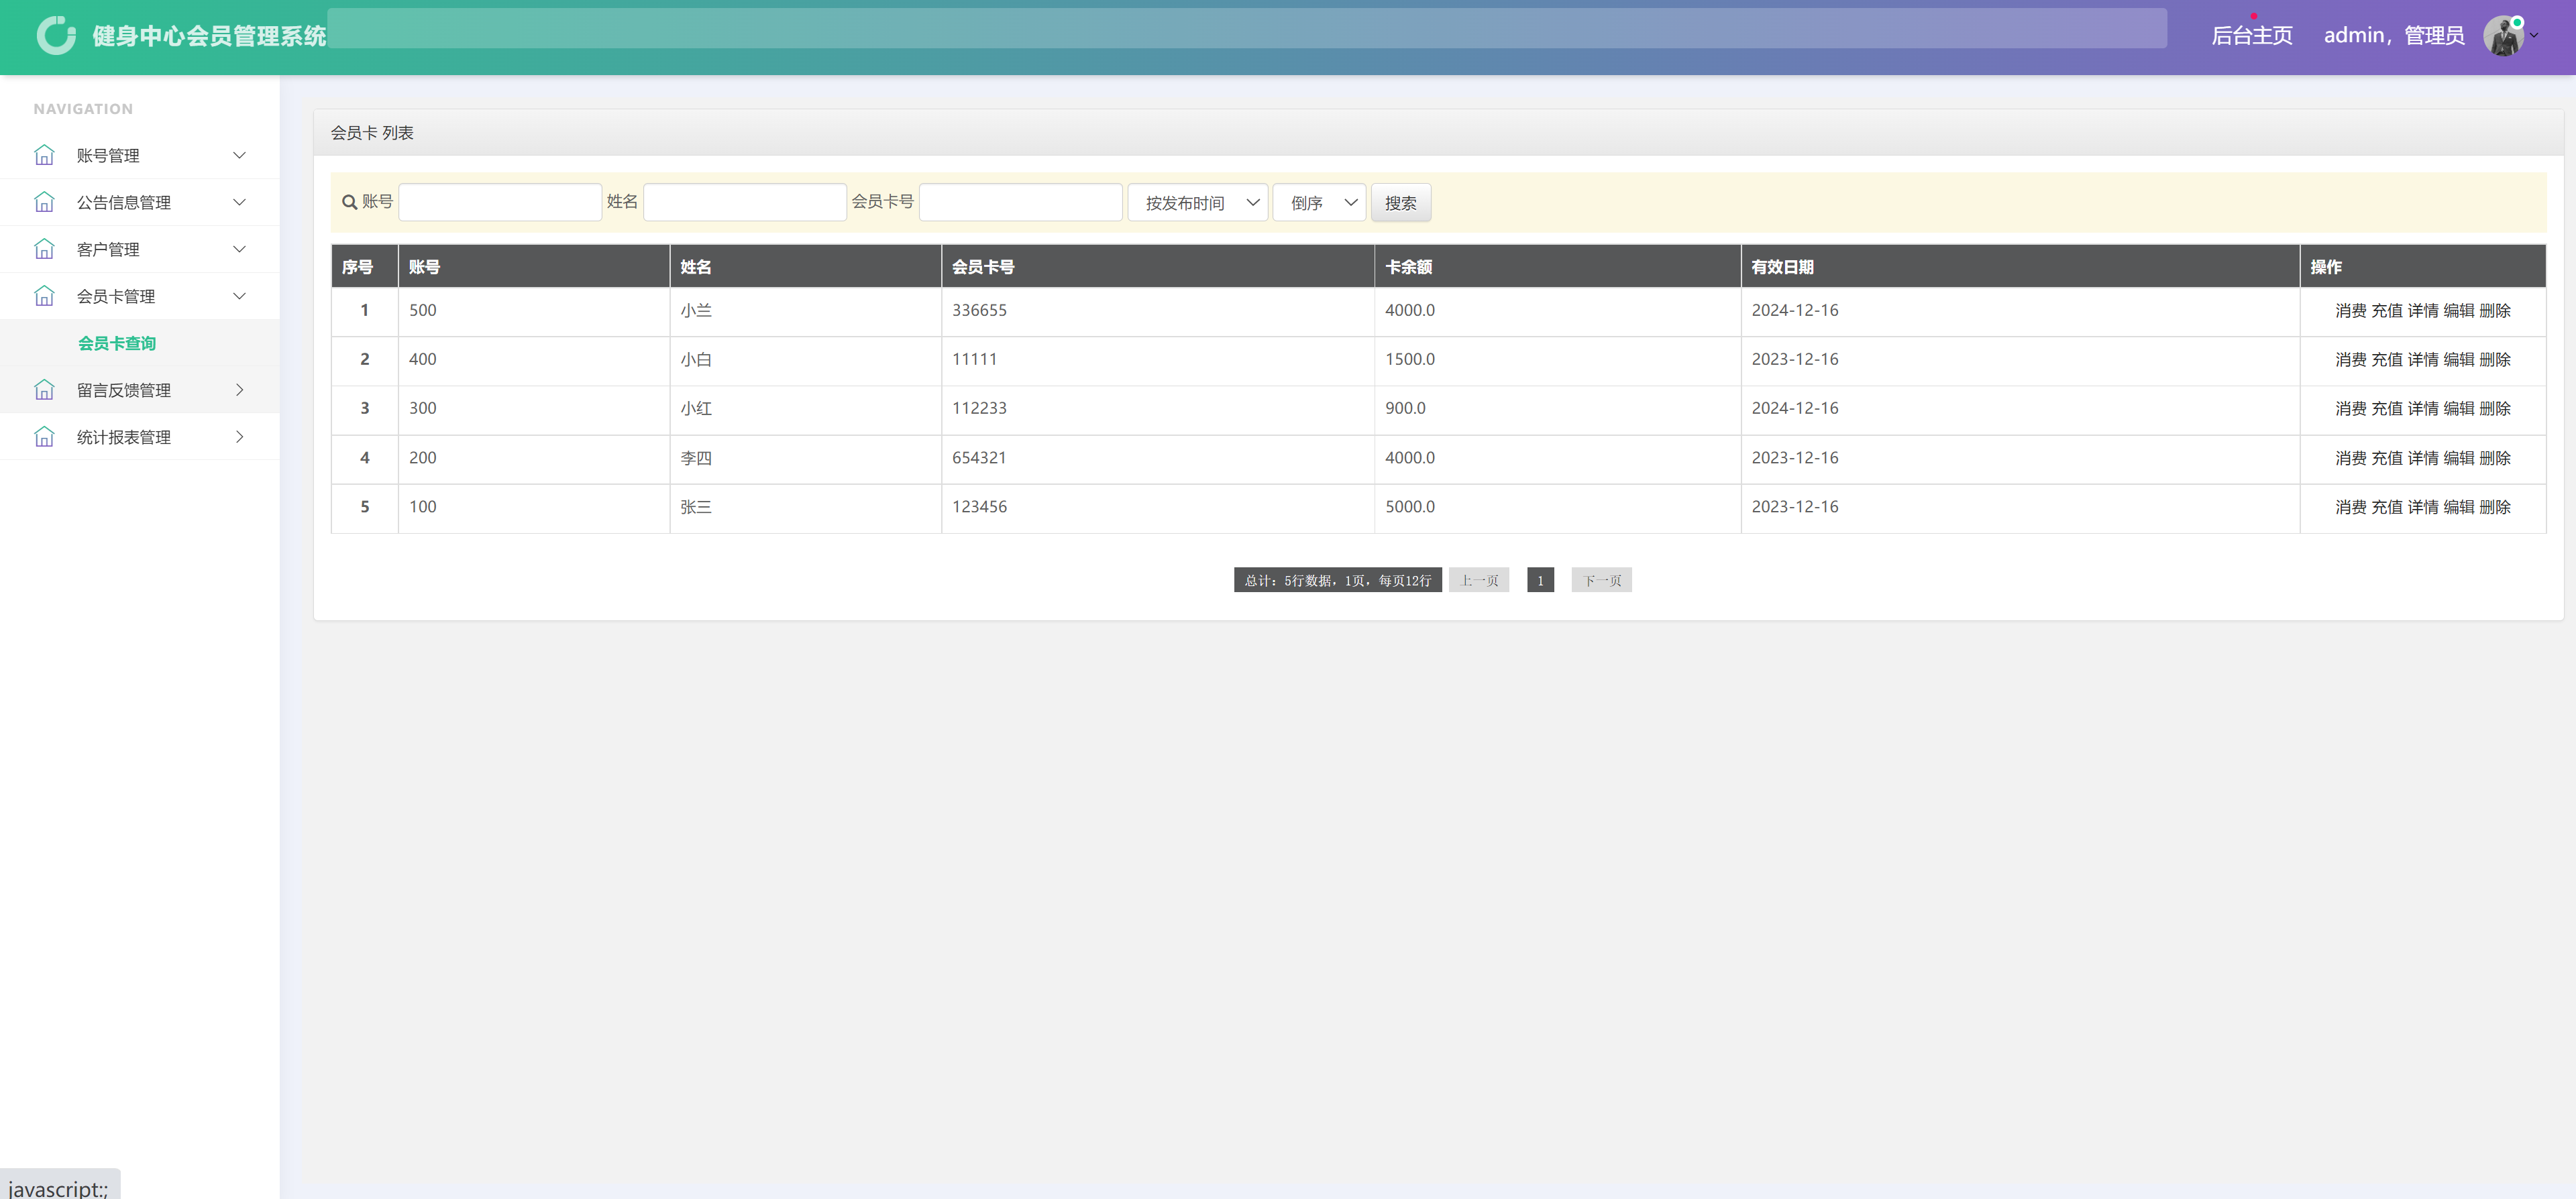 健身中心会员管理系统
后台主页 admin，管理员
NAVIGATION
账号管理
公告信息管理
客户管理
会员卡管理
会员卡查询
留言反馈管理
统计报表管理
会员卡 列表
账号 姓名 会员卡号 按发布时间 倒序 搜索
序号 账号 姓名 会员卡号 卡余额 有效日期 操作
1 500 小兰 336655 4000.0 2024-12-16 消费 充值 详情 编辑 删除
2 400 小白 11111 1500.0 2023-12-16 消费 充值 详情 编辑 删除
3 300 小红 112233 900.0 2024-12-16 消费 充值 详情 编辑 删除
4 200 李四 654321 4000.0 2023-12-16 消费 充值 详情 编辑 删除
5 100 张三 123456 5000.0 2023-12-16 消费 充值 详情 编辑 删除
总计：5行数据，1页，每页12行 上一页 1 下一页
javascript:;